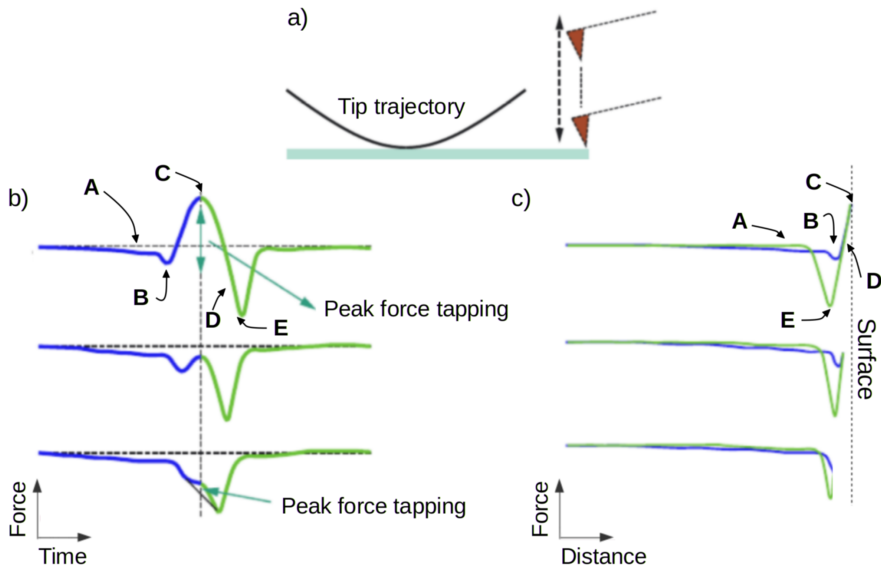 a)
Tip trajectory
b)
A
C
B
D
E
Peak force tapping
Peak force tapping
Force
Time
c)
C
A
B
D
E
Surface
Force
Distance